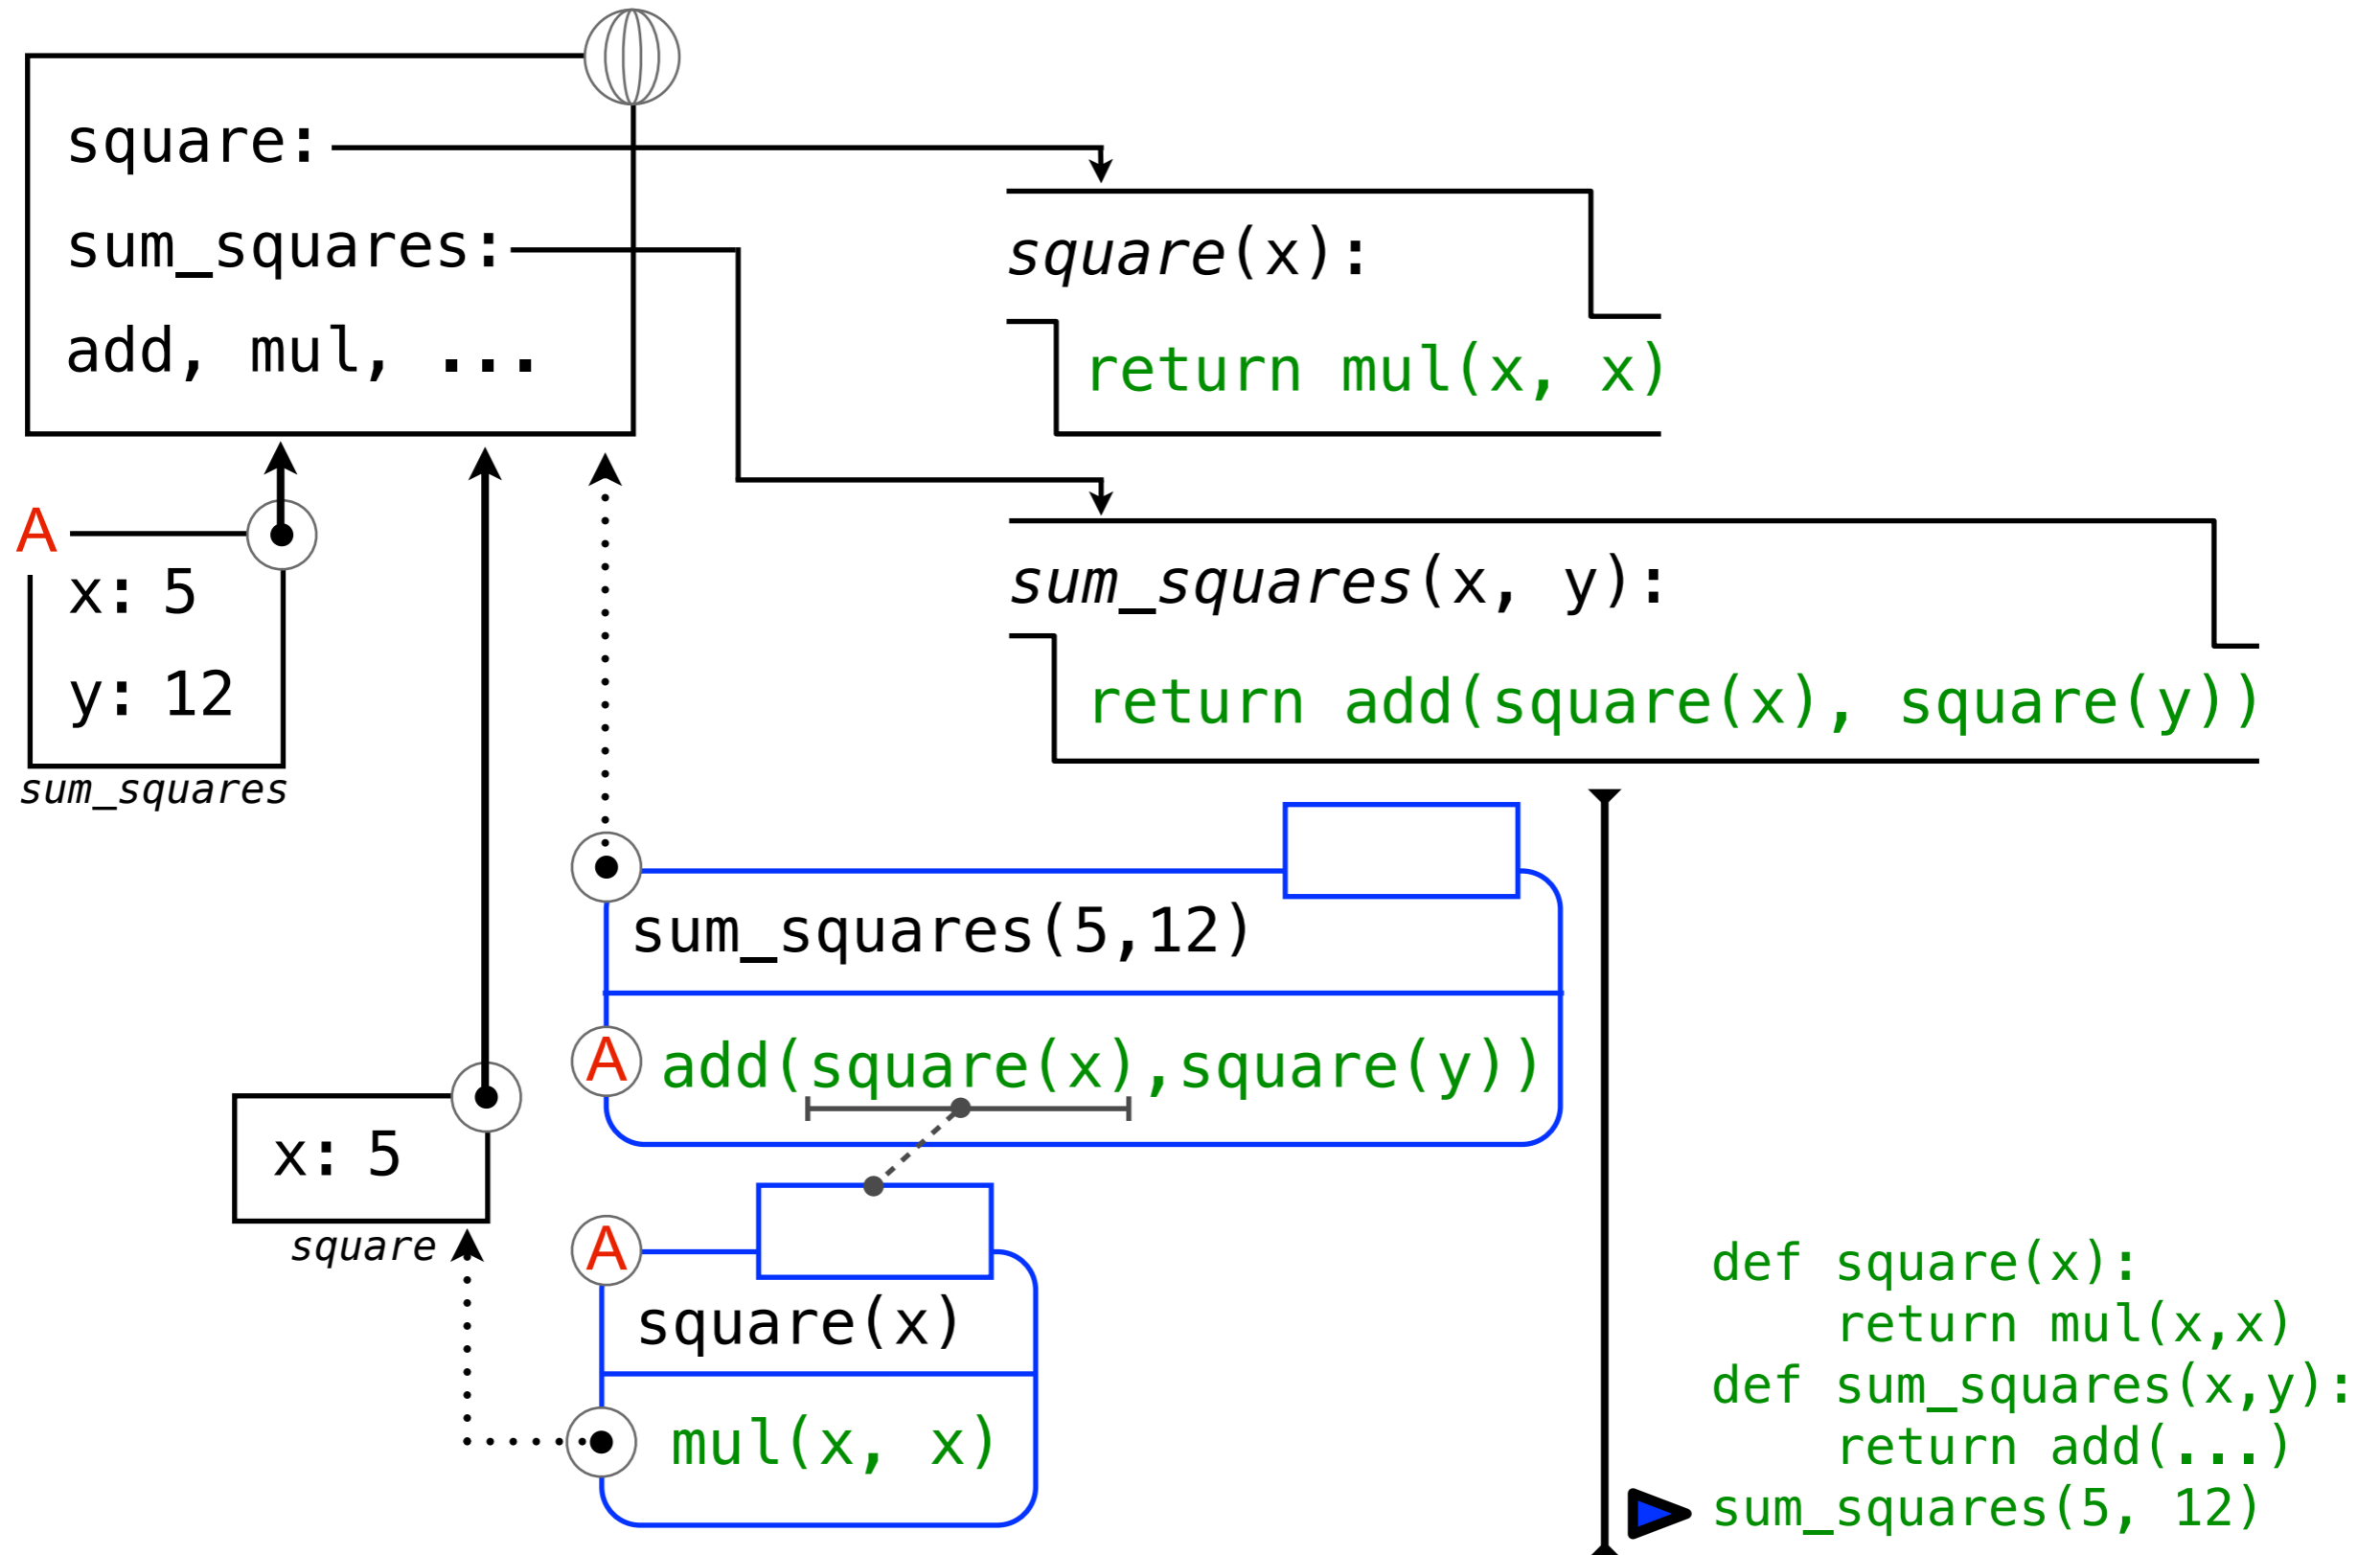 square:
sum_squares:
add, mul, ...
square(x):
return mul(x, x)
A
x: 5
y: 12
sum_squares
sum_squares(x, y):
return add(square(x), square(y))
sum_squares(5,12)
A
add(square(x),square(y))
x: 5
square
A
square(x)
mul(x, x)
def square(x):
    return mul(x,x)
def sum_squares(x,y):
    return add(...)
sum_squares(5, 12)